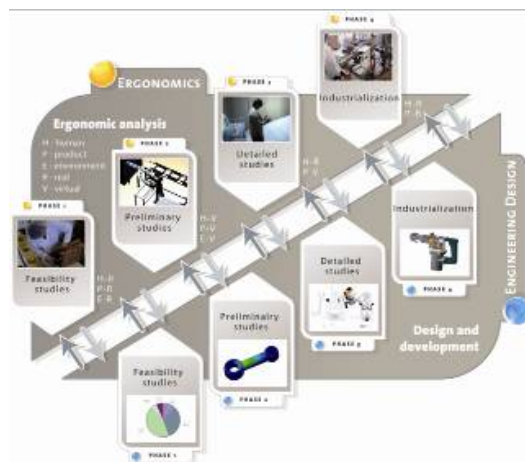 PHASE 4
Industrialization
H-R
P-R
ERGONOMICS
PHASE
Detailed
studies
H-R
P-V
Ergonomic analysis
H - human
P - product
E - environment
R - real
V - virtual
PHASE 2
Preliminary
studies
H-V
P-V
E-V
PHASE 1
Feasibility
studies
H-R
P-R
E-R
ENGINEERING DESIGN
Industrialization
PHASE 4
Detailed
studies
PHASE 3
Preliminairy
studies
PHASE 2
Feasibility
studies
PHASE 1
Design and
development